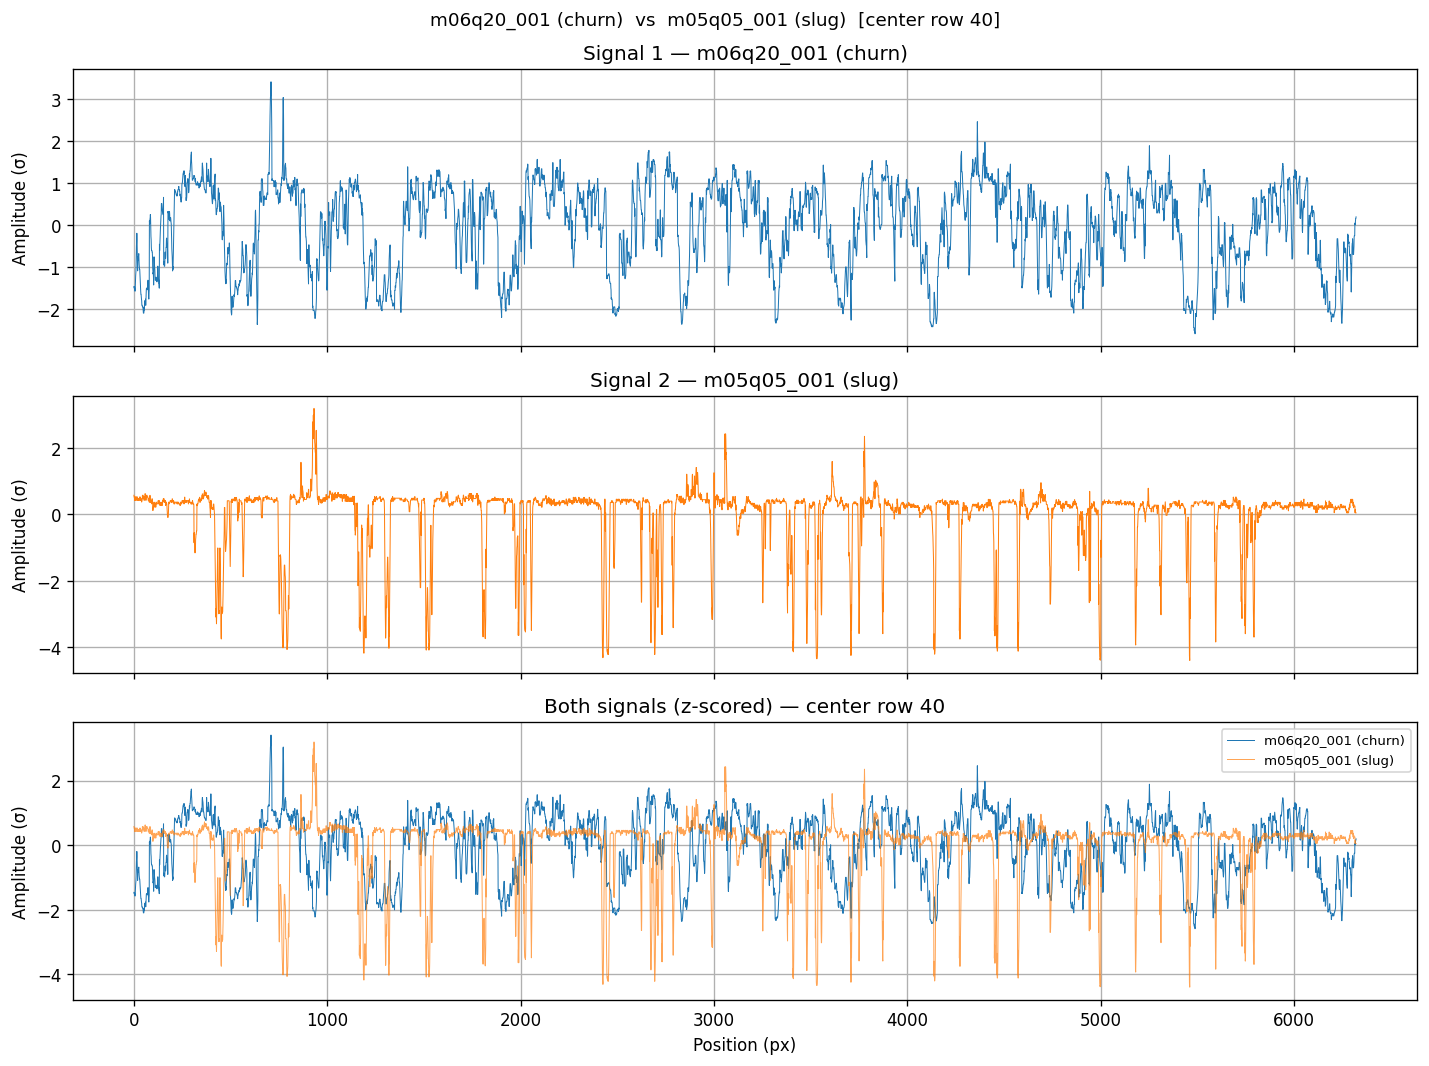 m06q20_001 (churn)  vs  m05q05_001 (slug)  [center row 40]
Signal 1 — m06q20_001 (churn)
Amplitude (σ)
3
2
1
0
−1
−2
Signal 2 — m05q05_001 (slug)
Amplitude (σ)
2
0
−2
−4
Both signals (z-scored) — center row 40
Amplitude (σ)
2
0
−2
−4
m06q20_001 (churn)
m05q05_001 (slug)
0 1000 2000 3000 4000 5000 6000
Position (px)